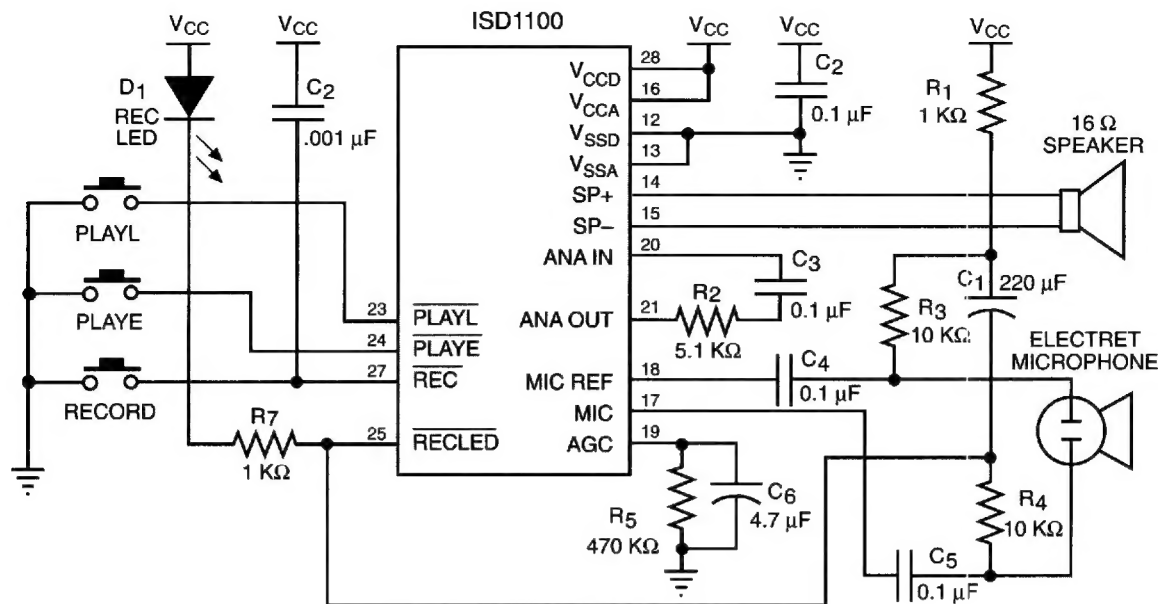 ISD1100
VCC
VCC
VCC
VCC
VCC
D1
REC
LED
C2
.001 µF
28
VCCD
16
VCCA
12
VSSD
13
VSSA
14
SP+
15
SP–
20
ANA IN
21
ANA OUT
18
MIC REF
17
MIC
19
AGC
C2
0.1 µF
R1
1 KΩ
16 Ω
SPEAKER
PLAYL
PLAYE
RECORD
23
PLAYL
24
PLAYE
27
REC
25
RECLED
R7
1 KΩ
R2
5.1 KΩ
C3
0.1 µF
R3
10 KΩ
C1
220 µF
ELECTRET
MICROPHONE
C4
0.1 µF
R5
470 KΩ
C6
4.7 µF
R4
10 KΩ
C5
0.1 µF